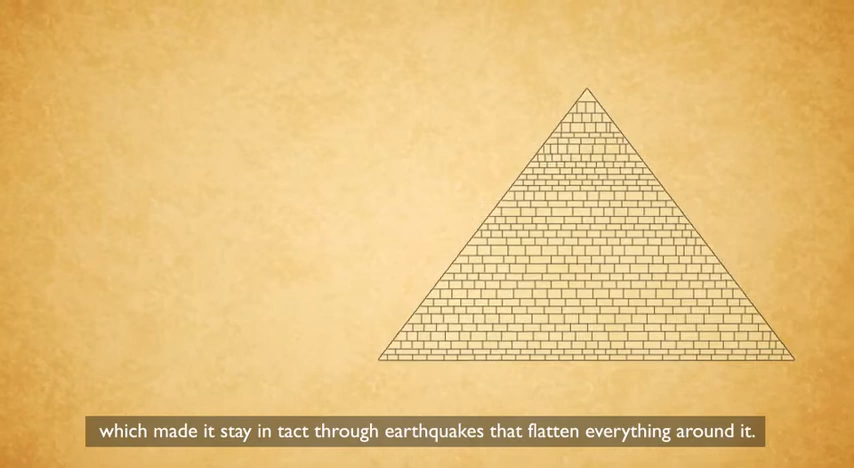 which made it stay in tact through earthquakes that flatten everything around it.